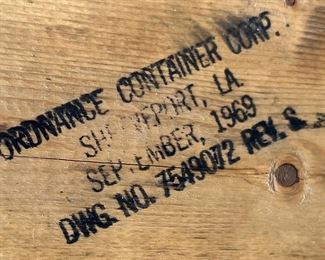 ORDNANCE CONTAINER CORP.
SHREVEPORT, LA.
SEPTEMBER, 1969
DWG. NO. 7549072 REV.